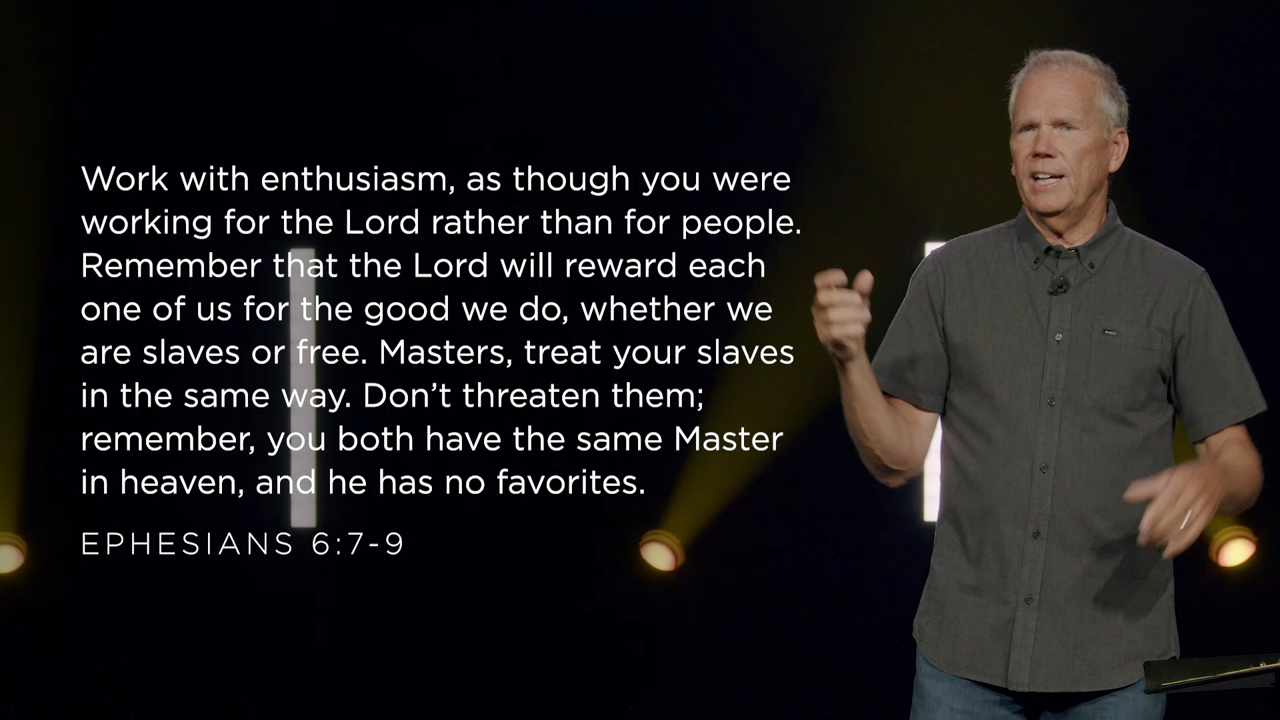 Work with enthusiasm, as though you were
working for the Lord rather than for people.
Remember that the Lord will reward each
one of us for the good we do, whether we
are slaves or free. Masters, treat your slaves
in the same way. Don’t threaten them;
remember, you both have the same Master
in heaven, and he has no favorites.
EPHESIANS 6:7-9